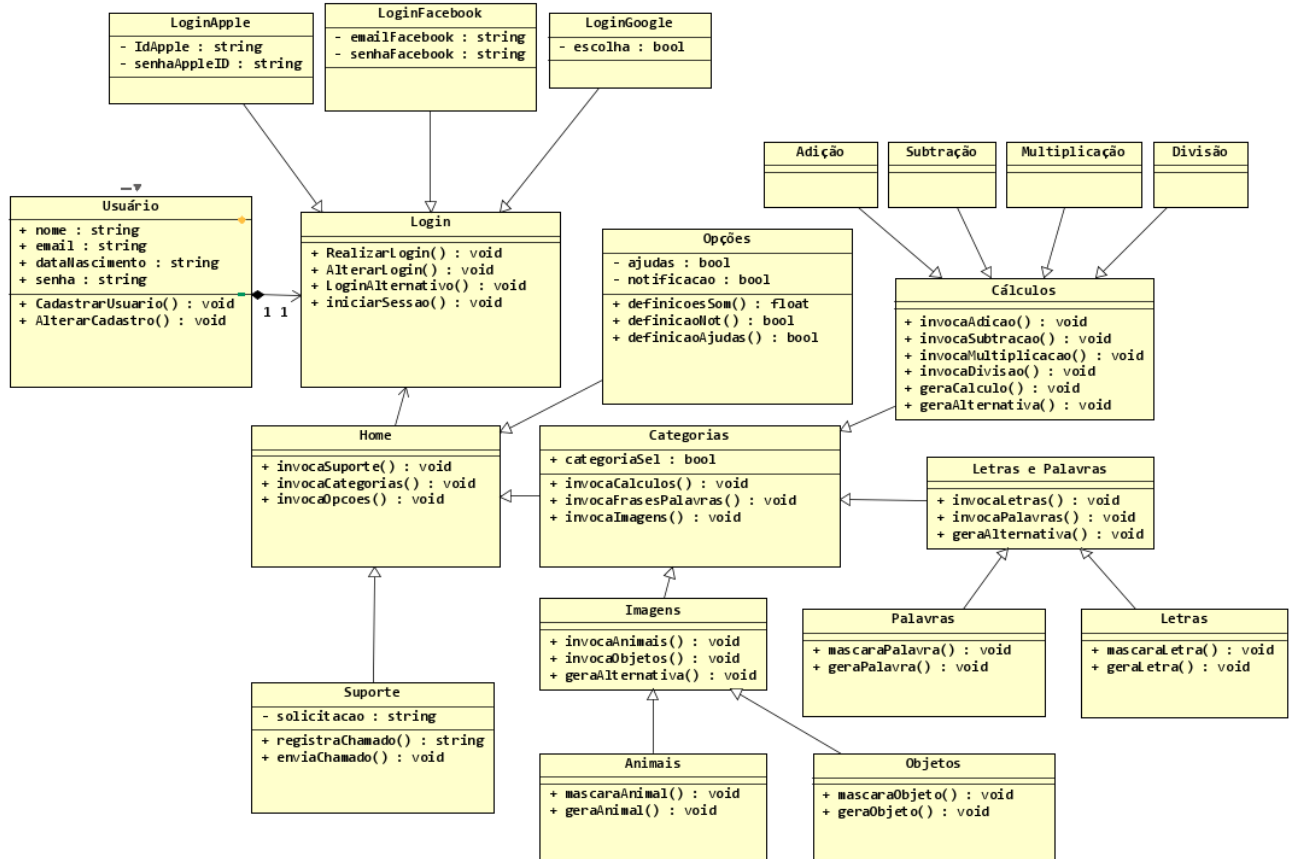 LoginApple
- IdApple : string
- senhaAppleID : string
LoginFacebook
- emailFacebook : string
- senhaFacebook : string
LoginGoogle
- escolha : bool
Adição
Subtração
Multiplicação
Divisão
Usuário
+ nome : string
+ email : string
+ dataNascimento : string
+ senha : string
+ CadastrarUsuario() : void
+ AlterarCadastro() : void
1 1
Login
+ RealizarLogin() : void
+ AlterarLogin() : void
+ LoginAlternativo() : void
+ iniciarSessao() : void
Opções
- ajudas : bool
- notificacao : bool
+ definicoesSom() : float
+ definicaoNot() : bool
+ definicaoAjudas() : bool
Cálculos
+ invocaAdicao() : void
+ invocaSubtracao() : void
+ invocaMultiplicacao() : void
+ invocaDivisao() : void
+ geraCalculo() : void
+ geraAlternativa() : void
Home
+ invocaSuporte() : void
+ invocaCategorias() : void
+ invocaOpcoes() : void
Categorias
+ categoriaSel : bool
+ invocaCalculos() : void
+ invocaFrasesPalavras() : void
+ invocaImagens() : void
Letras e Palavras
+ invocaLetras() : void
+ invocaPalavras() : void
+ geraAlternativa() : void
Imagens
+ invocaAnimais() : void
+ invocaObjetos() : void
+ geraAlternativa() : void
Palavras
+ mascaraPalavra() : void
+ geraPalavra() : void
Letras
+ mascaraLetra() : void
+ geraLetra() : void
Suporte
- solicitacao : string
+ registraChamado() : string
+ enviaChamado() : void
Animais
+ mascaraAnimal() : void
+ geraAnimal() : void
Objetos
+ mascaraObjeto() : void
+ geraObjeto() : void